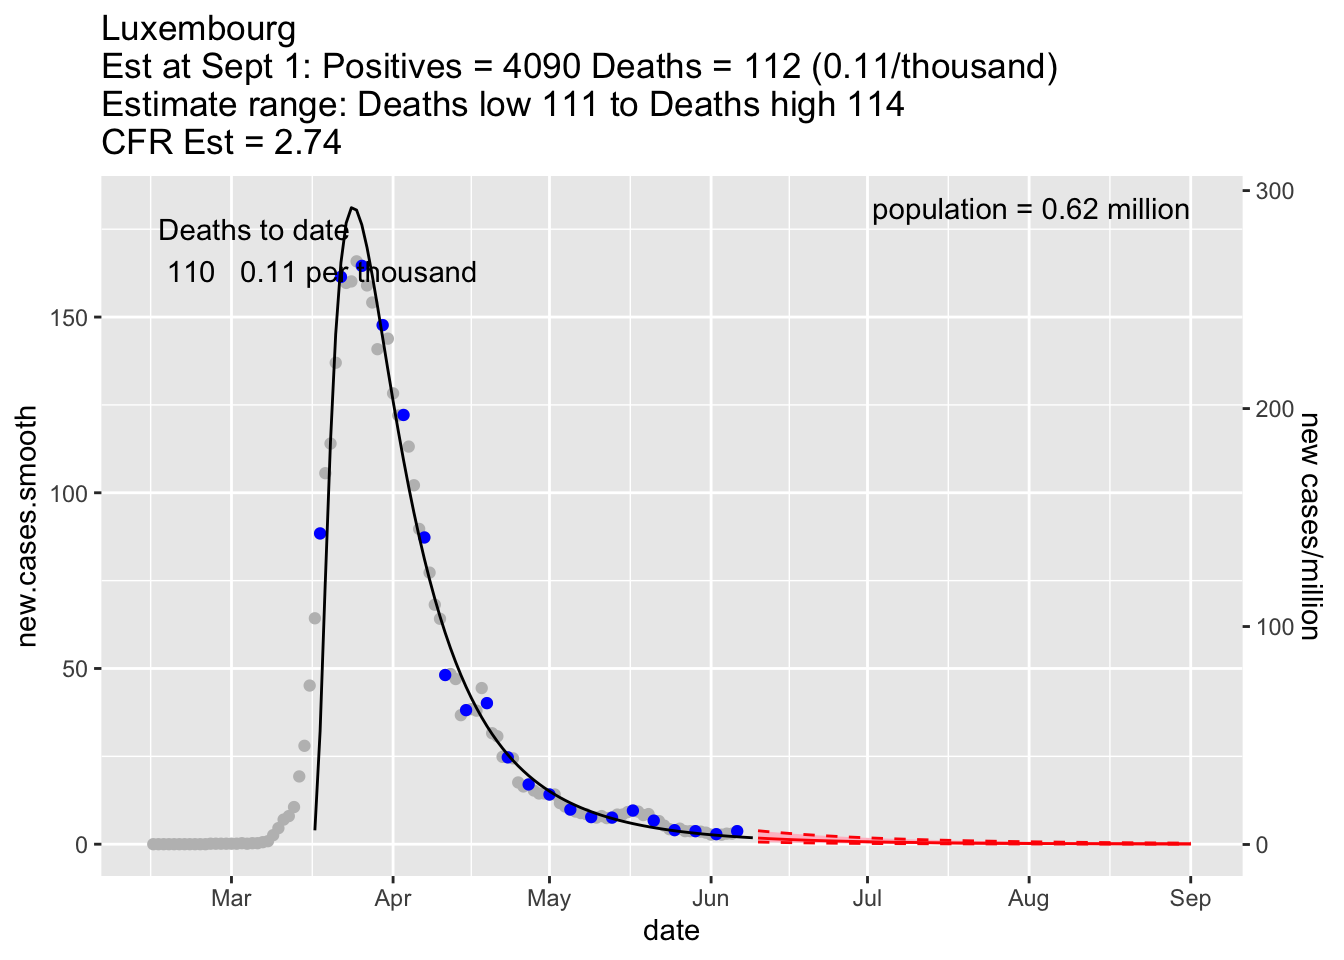 Luxembourg
Est at Sept 1: Positives = 4090 Deaths = 112 (0.11/thousand)
Estimate range: Deaths low 111 to Deaths high 114
CFR Est = 2.74
population = 0.62 million
Deaths to date
110 0.11 per thousand
150
100
50
0
new.cases.smooth
300
200
100
0
new cases/million
Mar Apr May Jun Jul Aug Sep
date